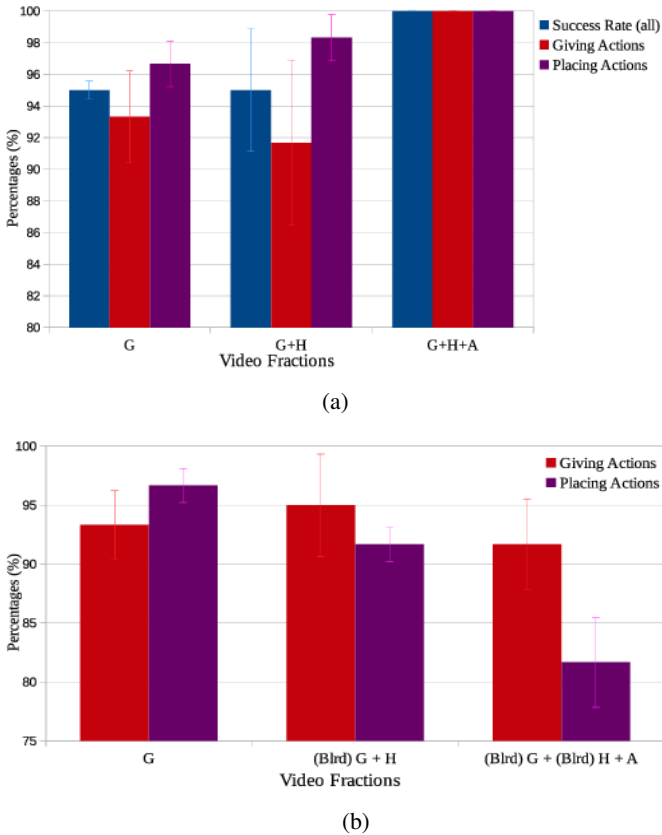 100
98
96
94
92
90
88
86
84
82
80
Percentages (%)
G
G+H
G+H+A
Video Fractions
Success Rate (all)
Giving Actions
Placing Actions
(a)
100
95
90
85
80
75
Percentages (%)
G
(Blrd) G + H
(Blrd) G + (Blrd) H + A
Video Fractions
Giving Actions
Placing Actions
(b)